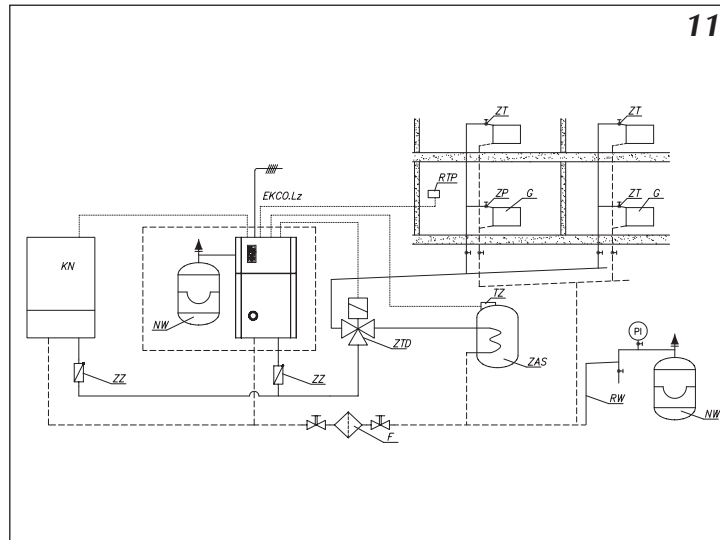 11
ZT ZT
RTP
EKCO.Lz
ZP G ZT G
KN
TZ
NW
ZTD
PI
ZZ ZZ
ZAS
RW
NW
F